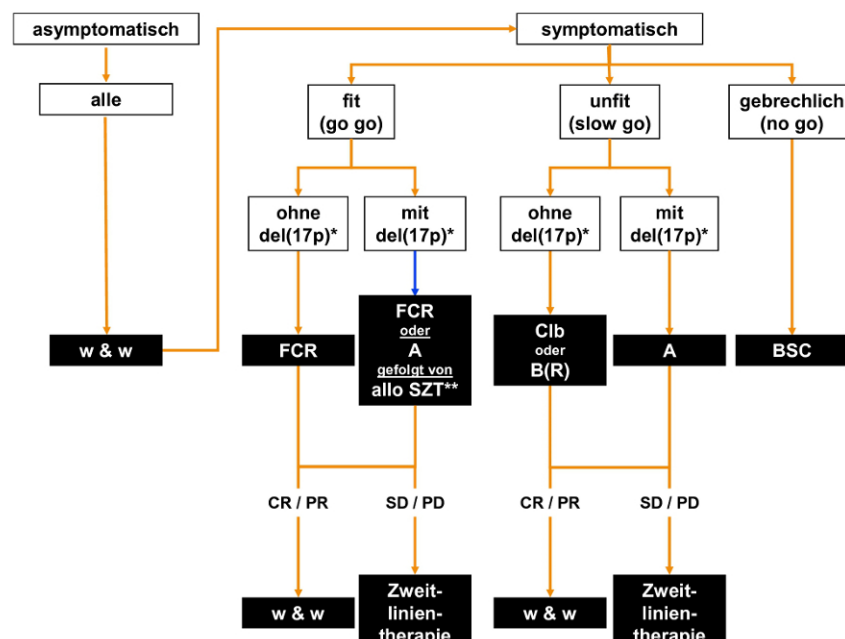 asymptomatisch
symptomatisch
alle
fit
(go go)
unfit
(slow go)
gebrechlich
(no go)
ohne
del(17p)*
mit
del(17p)*
ohne
del(17p)*
mit
del(17p)*
w & w
FCR
FCR
oder
A
gefolgt von
allo SZT**
Clb
oder
B(R)
A
BSC
CR / PR
SD / PD
CR / PR
SD / PD
w & w
Zweit-
linien-
therapie
w & w
Zweit-
linien-
therapie